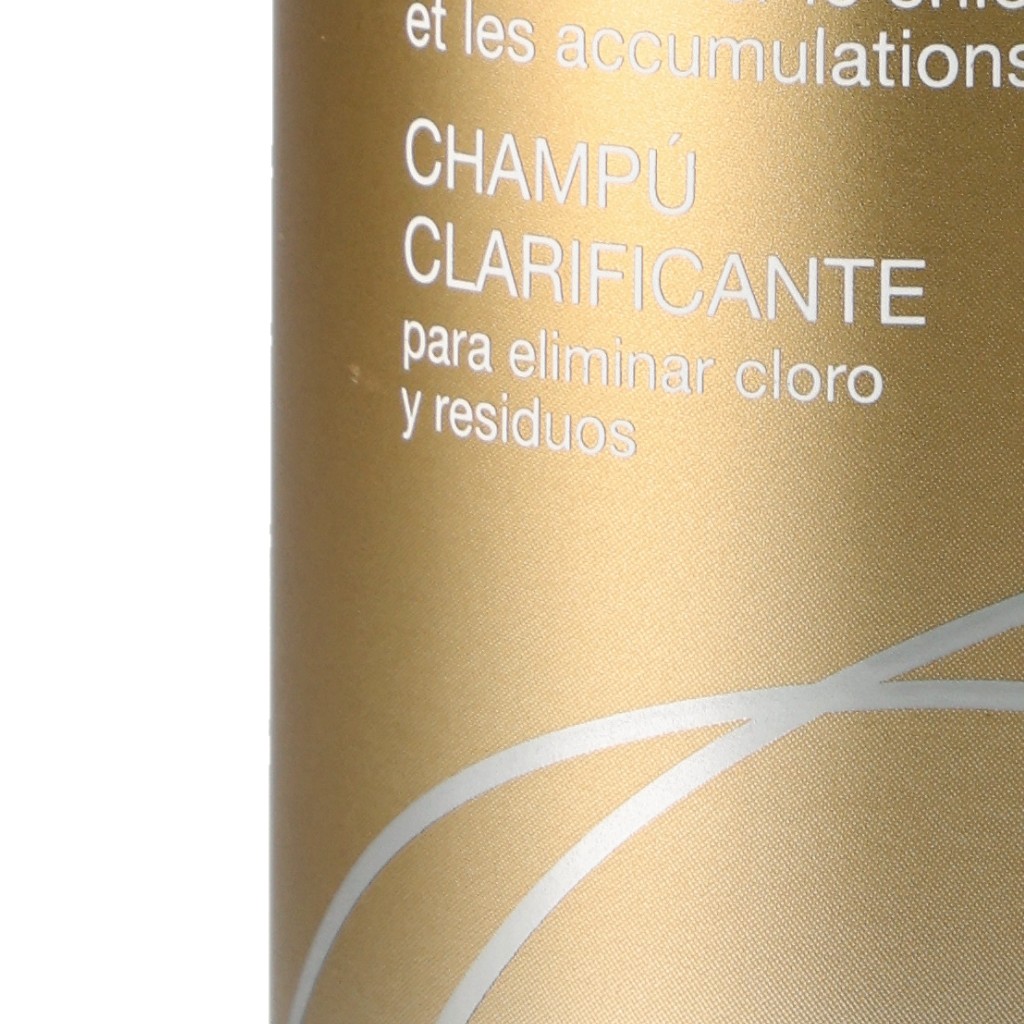 et les accumulations
CHAMPÚ
CLARIFICANTE
para eliminar cloro
y residuos